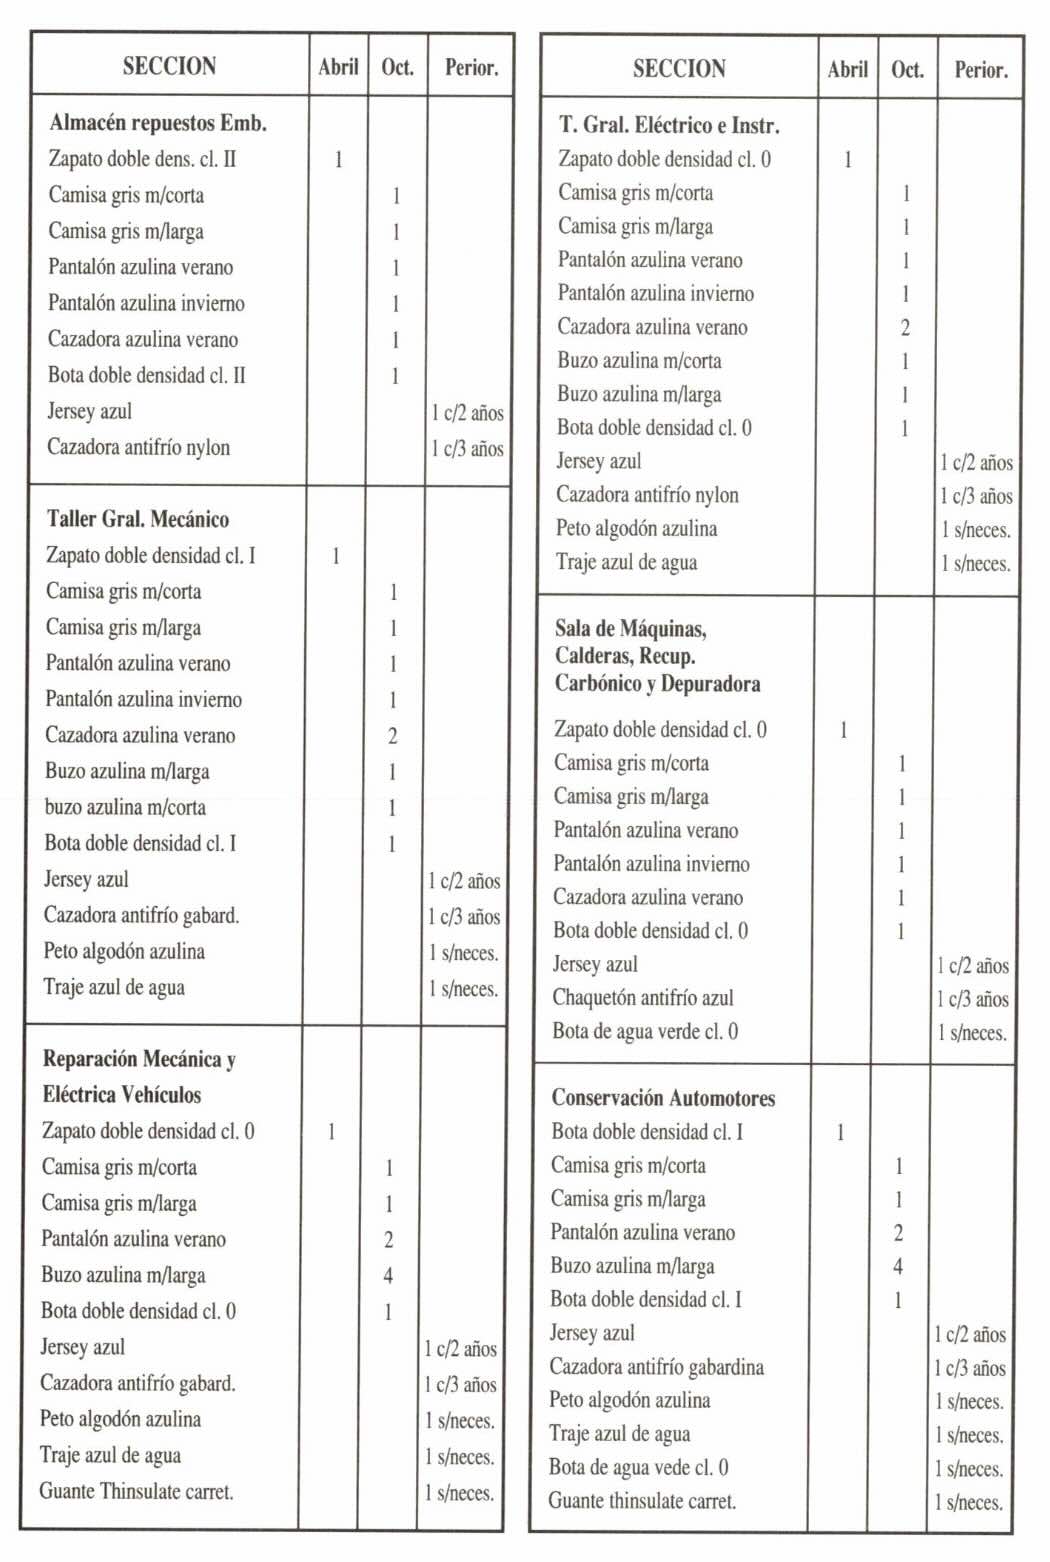 SECCION Abril Oct. Perior.
Almacén repuestos Emb.
Zapato doble dens. cl. II 1
Camisa gris m/corta 1
Camisa gris m/larga 1
Pantalón azulina verano 1
Pantalón azulina invierno 1
Cazadora azulina verano 1
Bota doble densidad cl. II 1
Jersey azul 1 c/2 años
Cazadora antifrío nylon 1 c/3 años
Taller Gral. Mecánico
Zapato doble densidad cl. I 1
Camisa gris m/corta 1
Camisa gris m/larga 1
Pantalón azulina verano 1
Pantalón azulina invierno 1
Cazadora azulina verano 2
Buzo azulina m/larga 1
buzo azulina m/corta 1
Bota doble densidad cl. I 1
Jersey azul 1 c/2 años
Cazadora antifrío gabard. 1 c/3 años
Peto algodón azulina 1 s/neces.
Traje azul de agua 1 s/neces.
Reparación Mecánica y
Eléctrica Vehículos
Zapato doble densidad cl. 0 1
Camisa gris m/corta 1
Camisa gris m/larga 1
Pantalón azulina verano 2
Buzo azulina m/larga 4
Bota doble densidad cl. 0 1
Jersey azul 1 c/2 años
Cazadora antifrío gabard. 1 c/3 años
Peto algodón azulina 1 s/neces.
Traje azul de agua 1 s/neces.
Guante Thinsulate carret. 1 s/neces.
SECCION Abril Oct. Perior.
T. Gral. Eléctrico e Instr.
Zapato doble densidad cl. 0 1
Camisa gris m/corta 1
Camisa gris m/larga 1
Pantalón azulina verano 1
Pantalón azulina invierno 1
Cazadora azulina verano 2
Buzo azulina m/corta 1
Buzo azulina m/larga 1
Bota doble densidad cl. 0 1
Jersey azul 1 c/2 años
Cazadora antifrío nylon 1 c/3 años
Peto algodón azulina 1 s/neces.
Traje azul de agua 1 s/neces.
Sala de Máquinas,
Calderas, Recup.
Carbónico y Depuradora
Zapato doble densidad cl. 0 1
Camisa gris m/corta 1
Camisa gris m/larga 1
Pantalón azulina verano 1
Pantalón azulina invierno 1
Cazadora azulina verano 1
Bota doble densidad cl. 0 1
Jersey azul 1 c/2 años
Chaquetón antifrío azul 1 c/3 años
Bota de agua verde cl. 0 1 s/neces.
Conservación Automotores
Bota doble densidad cl. I 1
Camisa gris m/corta 1
Camisa gris m/larga 1
Pantalón azulina verano 2
Buzo azulina m/larga 4
Bota doble densidad cl. I 1
Jersey azul 1 c/2 años
Cazadora antifrío gabardina 1 c/3 años
Peto algodón azulina 1 s/neces.
Traje azul de agua 1 s/neces.
Bota de agua vede cl. 0 1 s/neces.
Guante thinsulate carret. 1 s/neces.